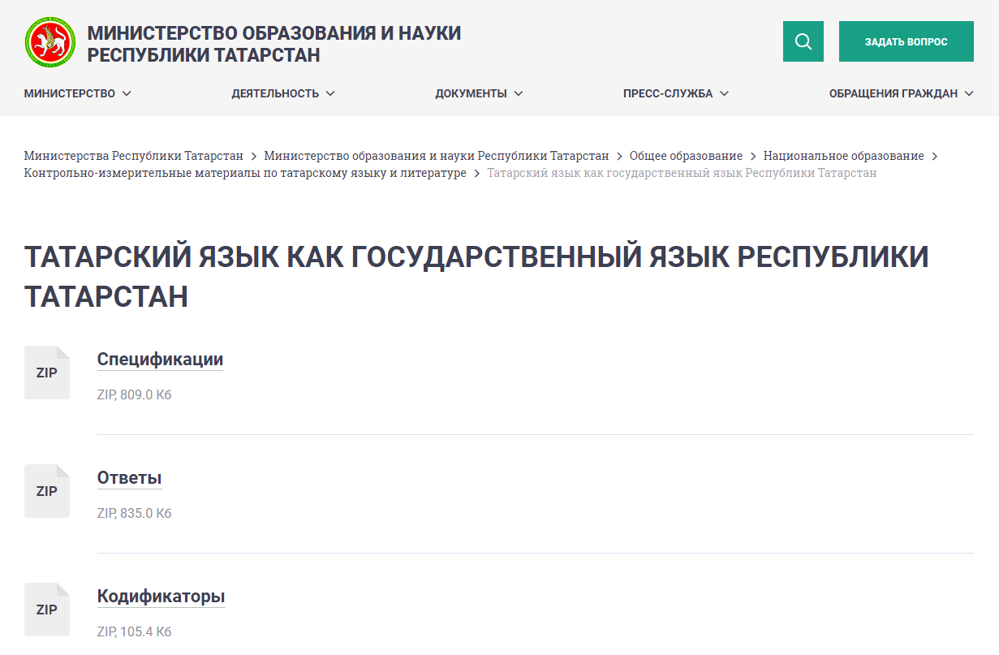 МИНИСТЕРСТВО ОБРАЗОВАНИЯ И НАУКИ
РЕСПУБЛИКИ ТАТАРСТАН
ЗАДАТЬ ВОПРОС
МИНИСТЕРСТВО ДЕЯТЕЛЬНОСТЬ ДОКУМЕНТЫ ПРЕСС-СЛУЖБА ОБРАЩЕНИЯ ГРАЖДАН
Министерства Республики Татарстан > Министерство образования и науки Республики Татарстан > Общее образование > Национальное образование >
Контрольно-измерительные материалы по татарскому языку и литературе > Татарский язык как государственный язык Республики Татарстан
ТАТАРСКИЙ ЯЗЫК КАК ГОСУДАРСТВЕННЫЙ ЯЗЫК РЕСПУБЛИКИ
ТАТАРСТАН
Спецификации
ZIP
ZIP, 809.0 Кб
Ответы
ZIP
ZIP, 835.0 Кб
Кодификаторы
ZIP
ZIP, 105.4 Кб